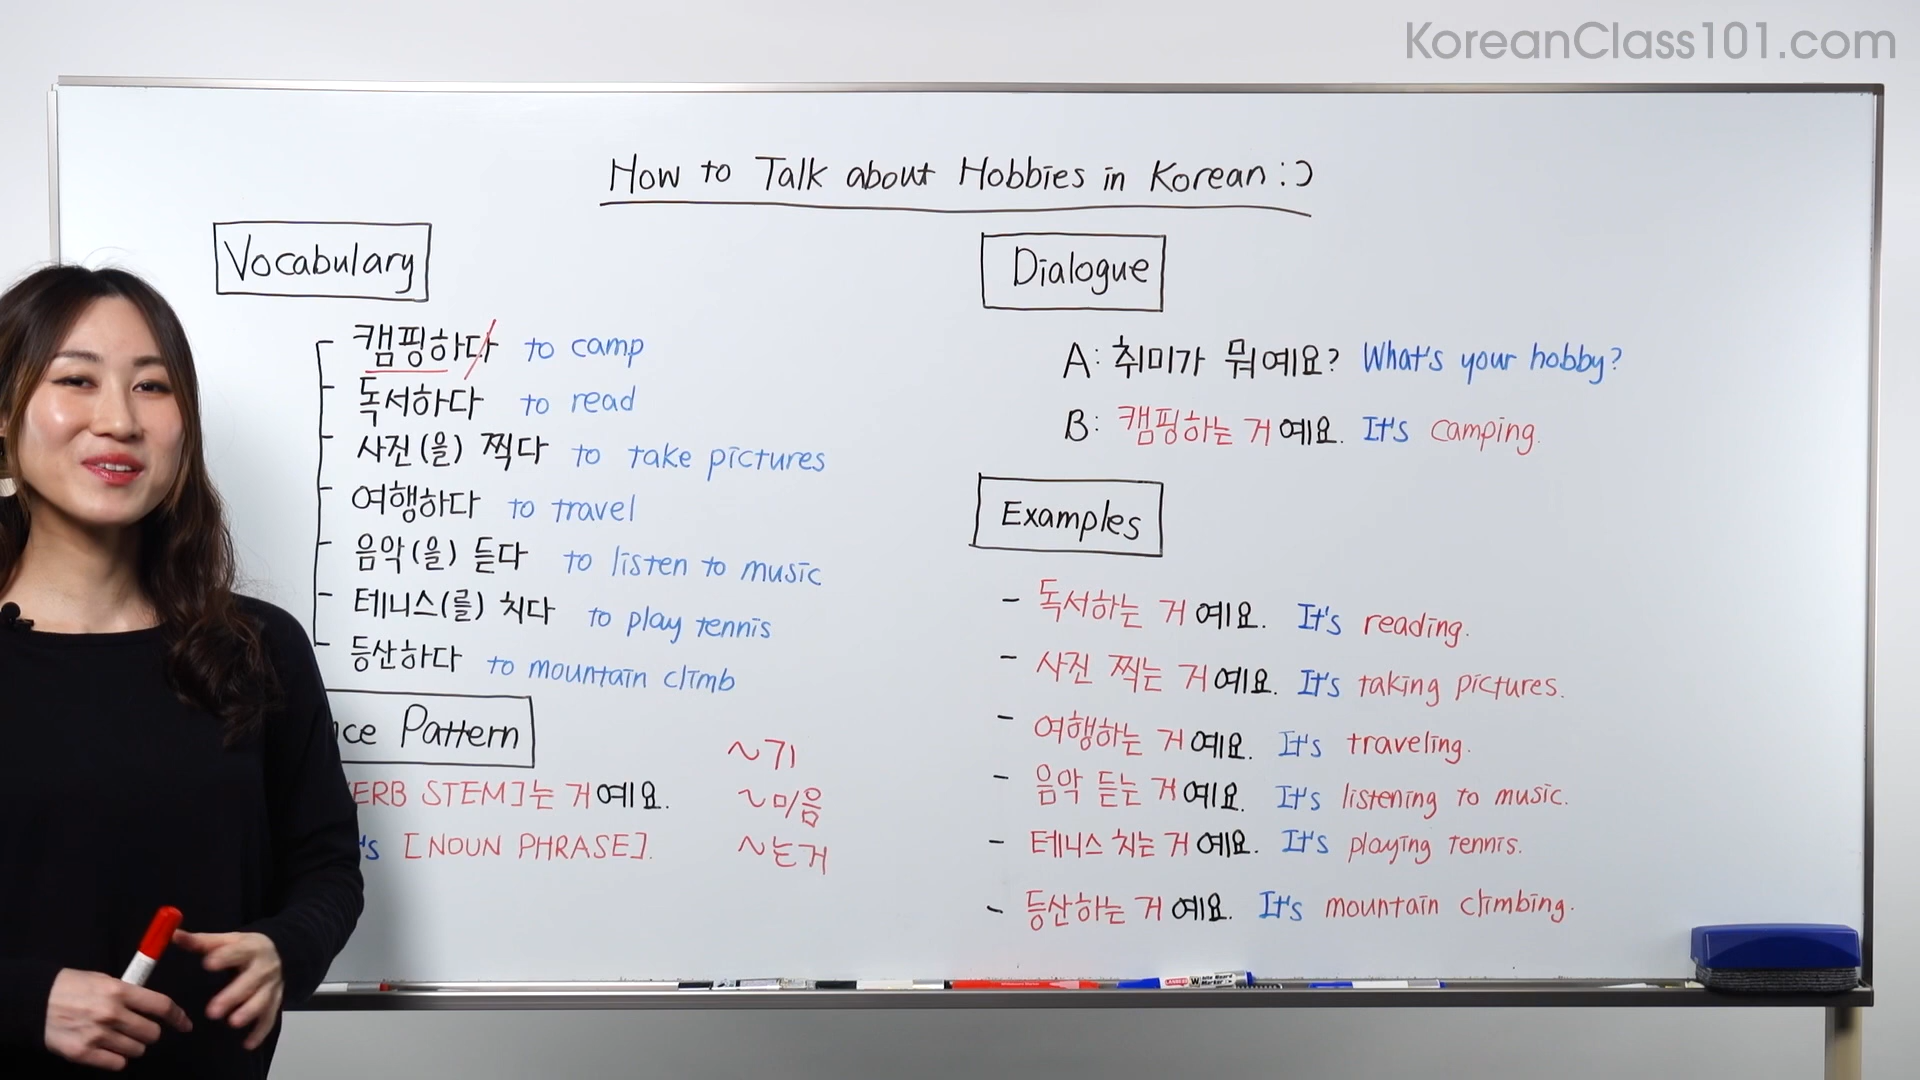 KoreanClass101.com
How to Talk about Hobbies in Korean :)
Vocabulary
캠핑하다 to camp
독서하다 to read
사진(을) 찍다 to take pictures
여행하다 to travel
음악(을) 듣다 to listen to music
테니스(를) 치다 to play tennis
등산하다 to mountain climb
nce Pattern
ERB STEM]는 거예요.
's [NOUN PHRASE].
~기
~ㅁ/음
~는거
Dialogue
A: 취미가 뭐예요? What's your hobby?
B: 캠핑하는 거예요. It's camping.
Examples
- 독서하는 거예요. It's reading.
- 사진 찍는 거예요. It's taking pictures.
- 여행하는 거예요. It's traveling.
- 음악 듣는 거예요. It's listening to music.
- 테니스 치는 거예요. It's playing tennis.
- 등산하는 거예요. It's mountain climbing.